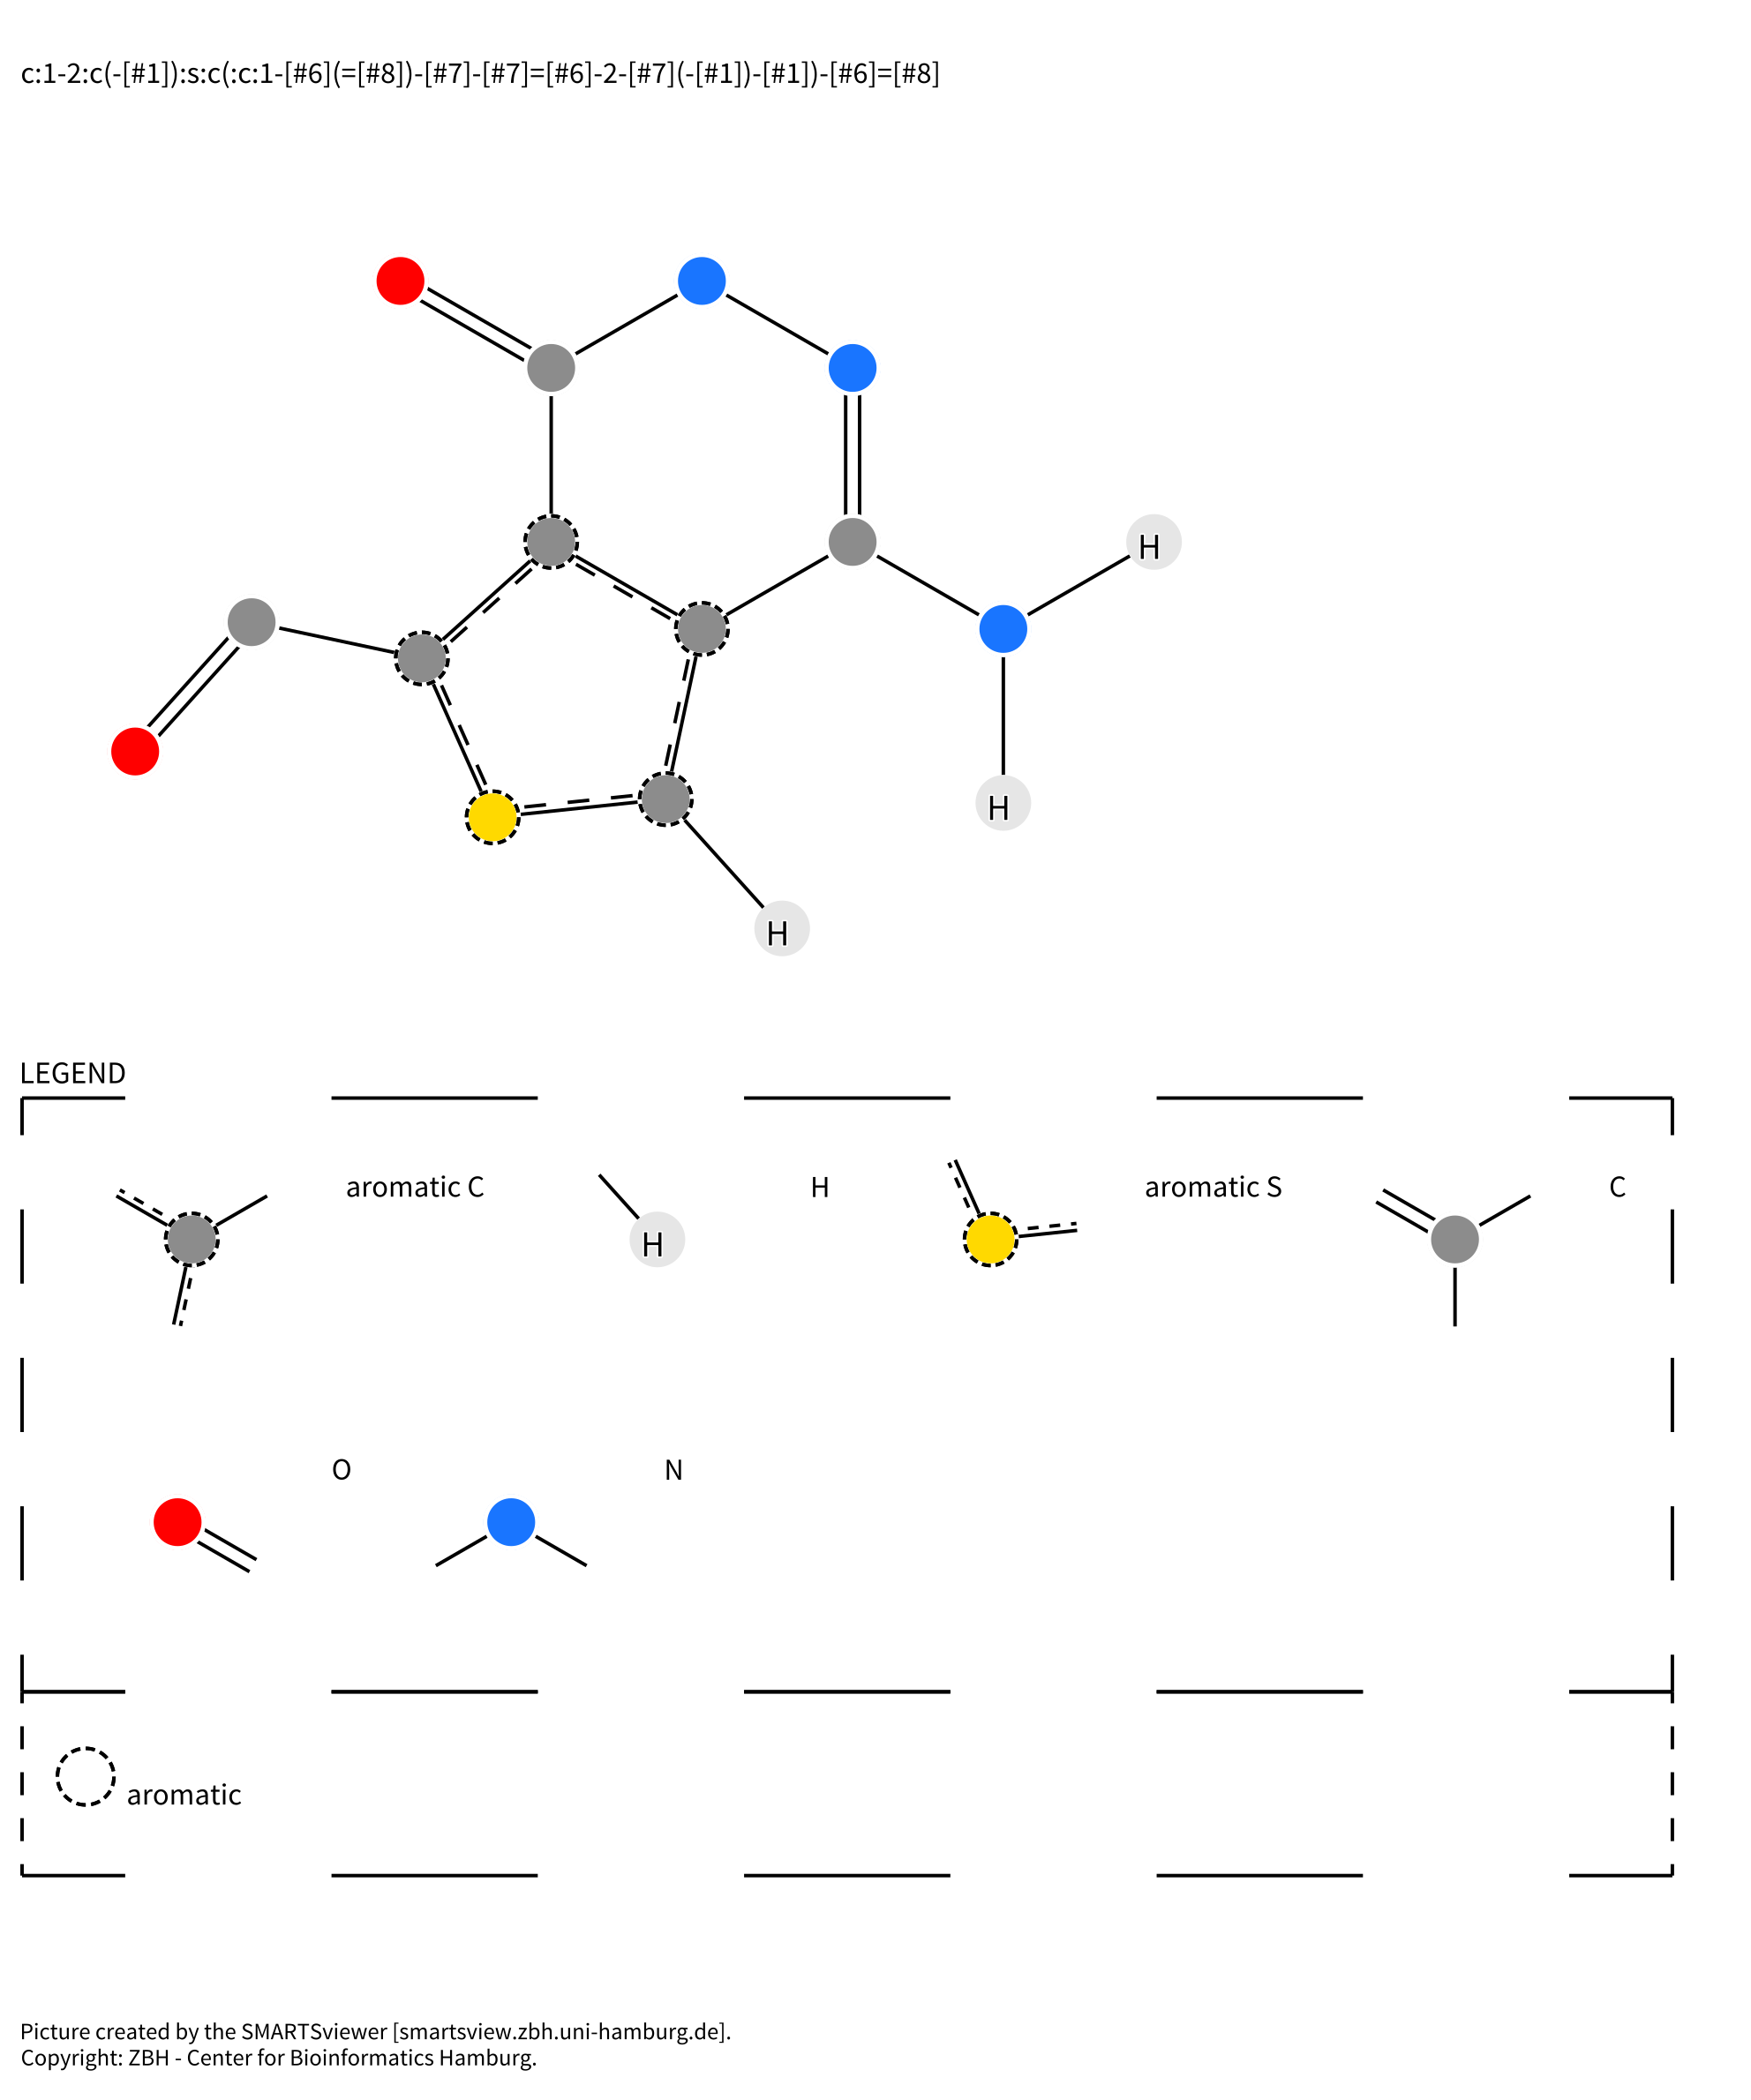 c:1-2:c(-[#1]):s:c(:c:1-[#6](=[#8])-[#7]-[#7]=[#6]-2-[#7](-[#1])-[#1])-[#6]=[#8]
H
H
H
LEGEND
aromatic C
H
H
aromatic S
C
O
N
aromatic
Picture created by the SMARTSviewer [smartsview.zbh.uni-hamburg.de].
Copyright: ZBH - Center for Bioinformatics Hamburg.